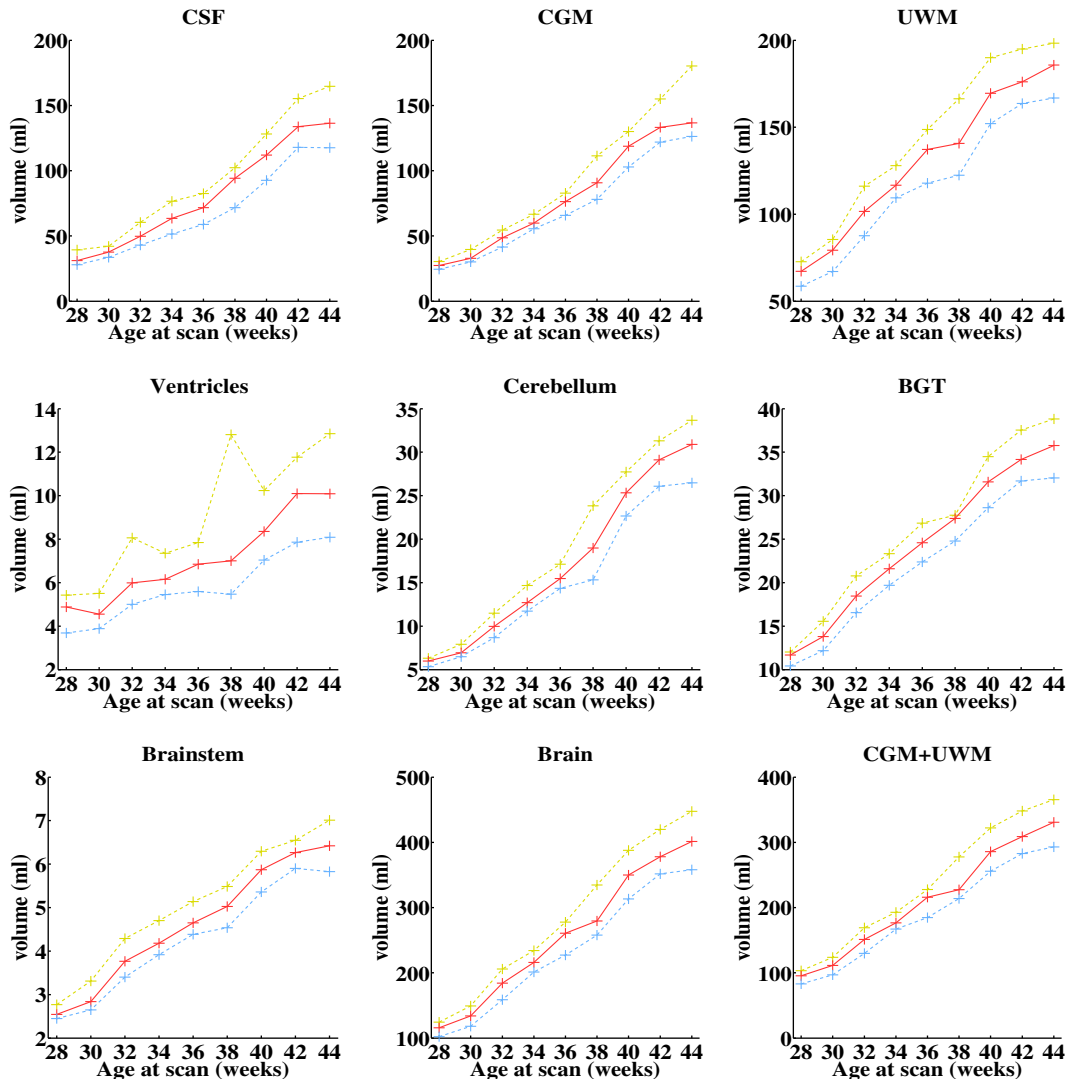 CSF
200
150
100
50
0
volume (ml)
28 30 32 34 36 38 40 42 44
Age at scan (weeks)
CGM
200
150
100
50
0
volume (ml)
28 30 32 34 36 38 40 42 44
Age at scan (weeks)
UWM
200
150
100
50
volume (ml)
28 30 32 34 36 38 40 42 44
Age at scan (weeks)
Ventricles
14
12
10
8
6
4
2
volume (ml)
28 30 32 34 36 38 40 42 44
Age at scan (weeks)
Cerebellum
35
30
25
20
15
10
5
volume (ml)
28 30 32 34 36 38 40 42 44
Age at scan (weeks)
BGT
40
35
30
25
20
15
10
volume (ml)
28 30 32 34 36 38 40 42 44
Age at scan (weeks)
Brainstem
8
7
6
5
4
3
2
volume (ml)
28 30 32 34 36 38 40 42 44
Age at scan (weeks)
Brain
500
400
300
200
100
volume (ml)
28 30 32 34 36 38 40 42 44
Age at scan (weeks)
CGM+UWM
400
300
200
100
0
volume (ml)
28 30 32 34 36 38 40 42 44
Age at scan (weeks)